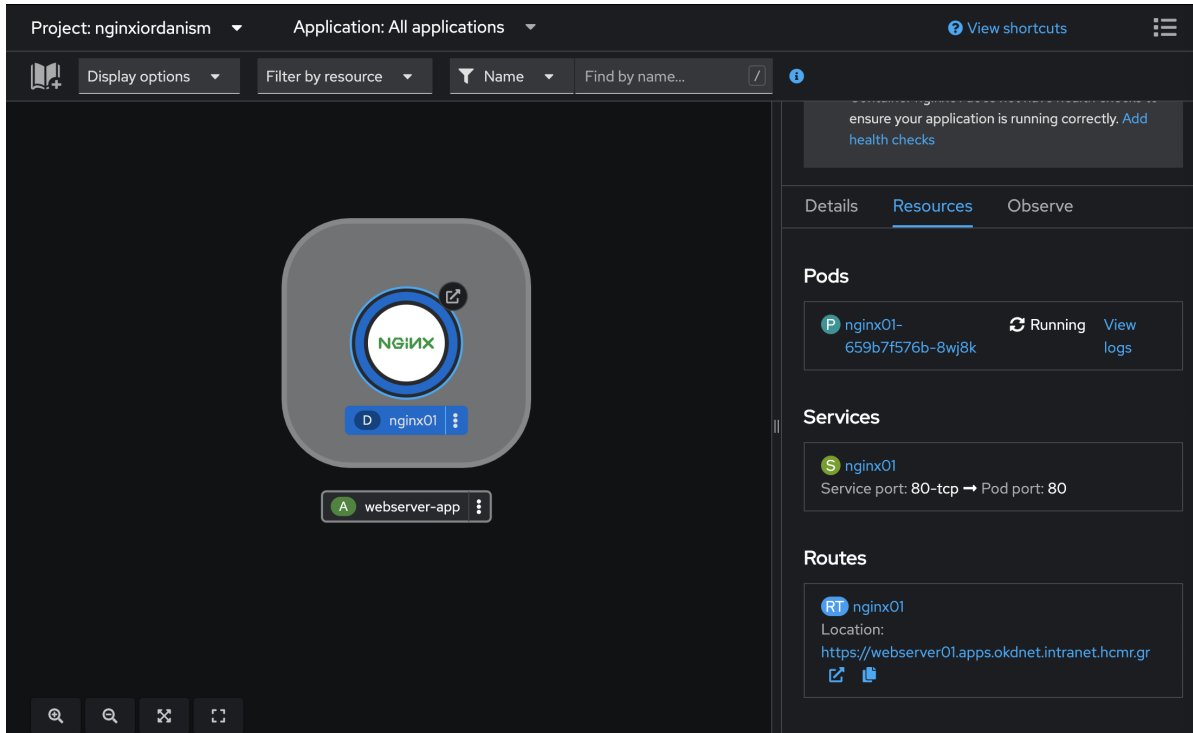 Project: nginxiordanism
Application: All applications
View shortcuts
Display options
Filter by resource
Name
Find by name...
/
ensure your application is running correctly. Add
health checks
Details
Resources
Observe
NGINX
D nginx01
A webserver-app
Pods
P nginx01-
659b7f576b-8wj8k
Running
View
logs
Services
S nginx01
Service port: 80-tcp → Pod port: 80
Routes
RT nginx01
Location:
https://webserver01.apps.okdnet.intranet.hcmr.gr